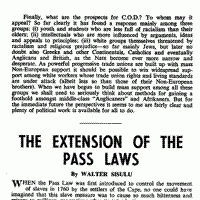 Finally, what are the prospects for C.O.D.? To whom may it
appeal? So far clearly it has found a response mainly among three
groups: (i) youth and students who are less full of racialism than their
elders; (ii) intellectuals who are more influenced by arguments, ideas
and appeals to principles; (iii) white groups themselves threatened by
racialism and religious prejudice—so far mainly Jews, but later no
doubt also Greeks and other Continentals, Catholics and eventually
Anglicans and British, as the Nats become ever more narrow and
desperate. As powerful progressive trade unions are built up with many
Non-European support it should be possible to win widespread sup-
port among white workers whose trade union rights and living standards
are under attack (albeit less so than those of their Non-European
brothers). When we have begun to build mass support among all these
groups we shall need to seriously think about methods for gaining a
foothold amongst middle-class "Anglicaners" and Afrikaners. But for
the immediate future the perspectives it seems to me are fairly clear and
plenty of political work is available for all to do.
THE EXTENSION OF THE
PASS LAWS
By WALTER SISULU
WHEN the Pass Law was first introduced to control the movement
of slaves in 1760 by the settlers of the Cape, no one could have
imagined that this slave measure was to cause so much bitterness and